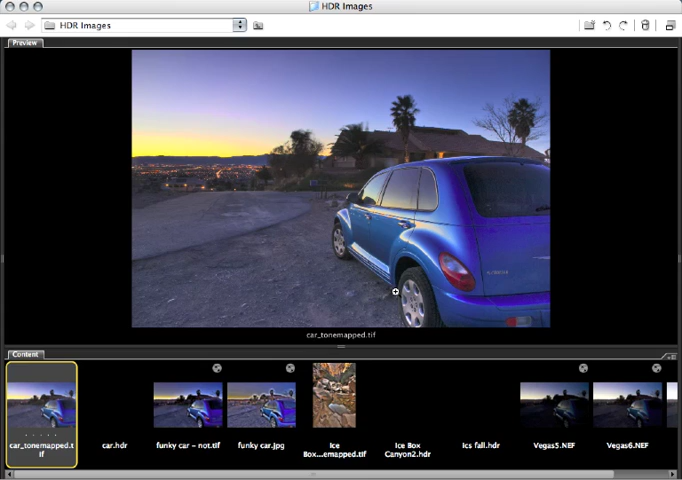 HDR Images
HDR Images
Preview
car_tonemapped.tif
Content
car_tonemapped.t
if
car.hdr
funky car - not.tif
funky car.jpg
Ice
Box...emapped.tif
Ice Box
Canyon2.hdr
Ics fall.hdr
Vegas5.NEF
Vegas6.NEF